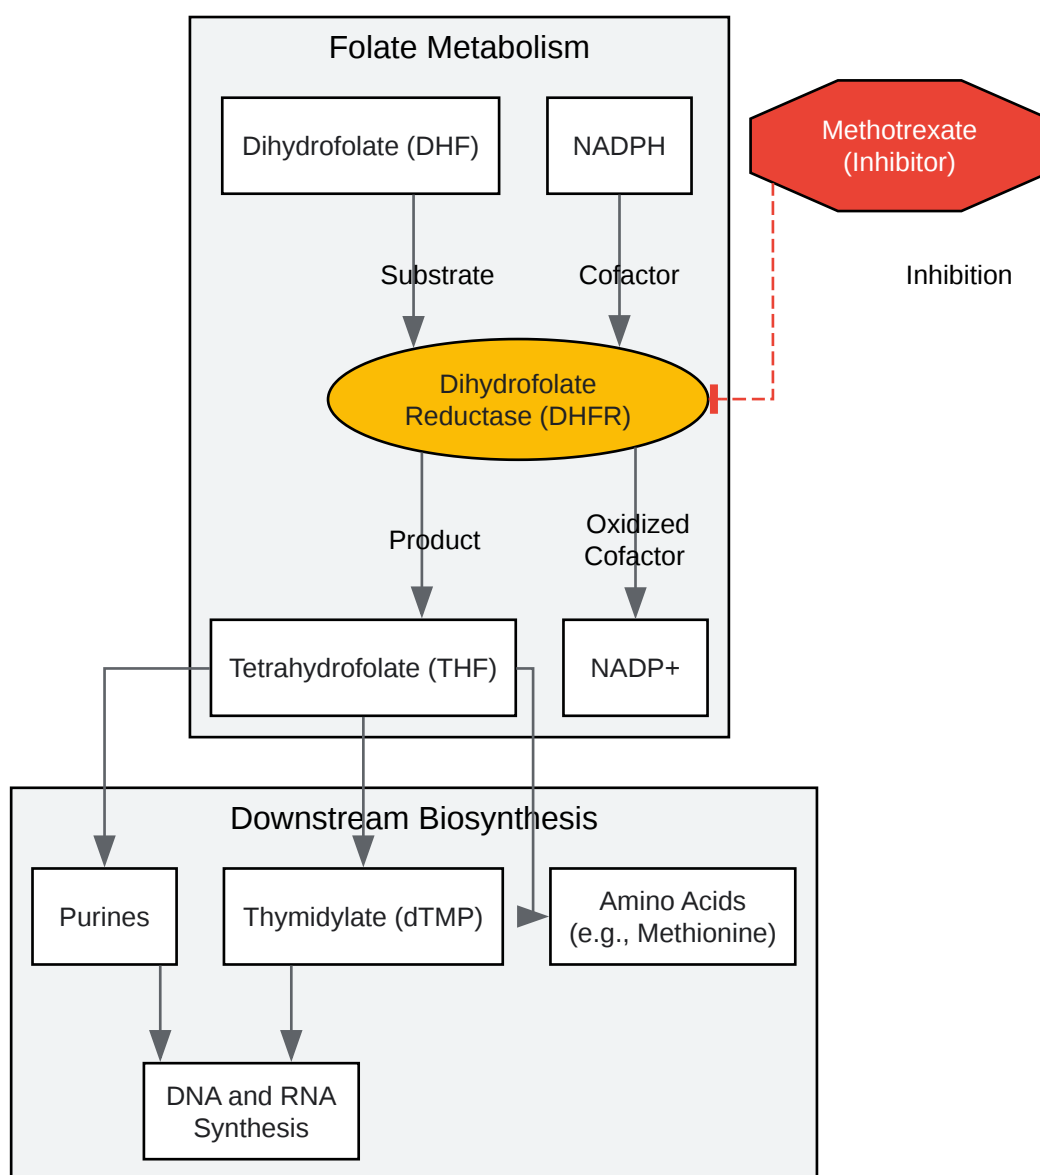 Folate Metabolism
Dihydrofolate (DHF)
NADPH
Methotrexate
(Inhibitor)
Substrate
Cofactor
Inhibition
Dihydrofolate
Reductase (DHFR)
Product
Oxidized
Cofactor
Tetrahydrofolate (THF)
NADP+
Downstream Biosynthesis
Purines
Thymidylate (dTMP)
Amino Acids
(e.g., Methionine)
DNA and RNA
Synthesis